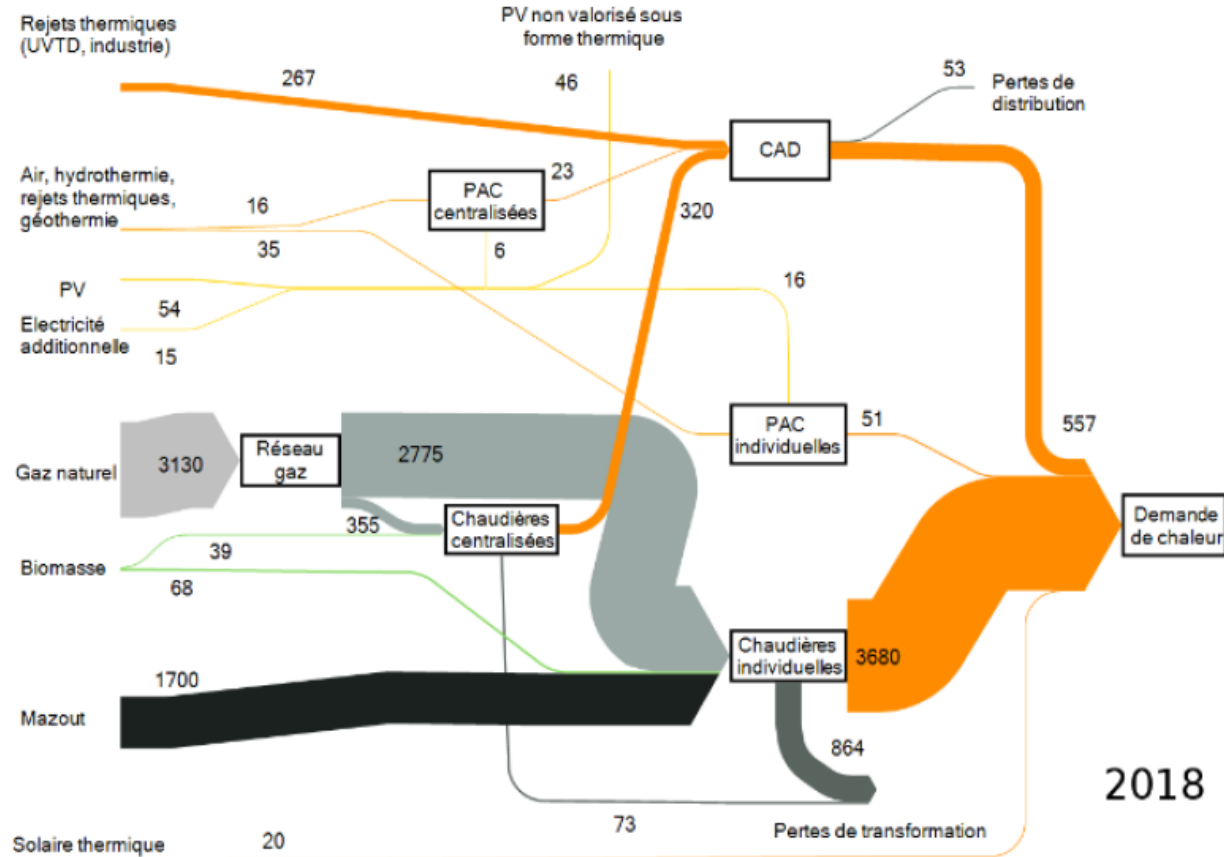 Rejets thermiques
(UVTD, industrie)
267
PV non valorisé sous
forme thermique
46
53
Pertes de
distribution
CAD
Air, hydrothermie,
rejets thermiques,
géothermie
16
35
PAC
centralisées
23
6
320
PV
54
Electricité
additionnelle
15
16
PAC
individuelles
51
557
Gaz naturel
3130
Réseau
gaz
2775
355
Chaudières
centralisées
Demande
de chaleur
Biomasse
39
68
Mazout
1700
Chaudières
individuelles
3680
864
2018
73
Pertes de transformation
Solaire thermique
20